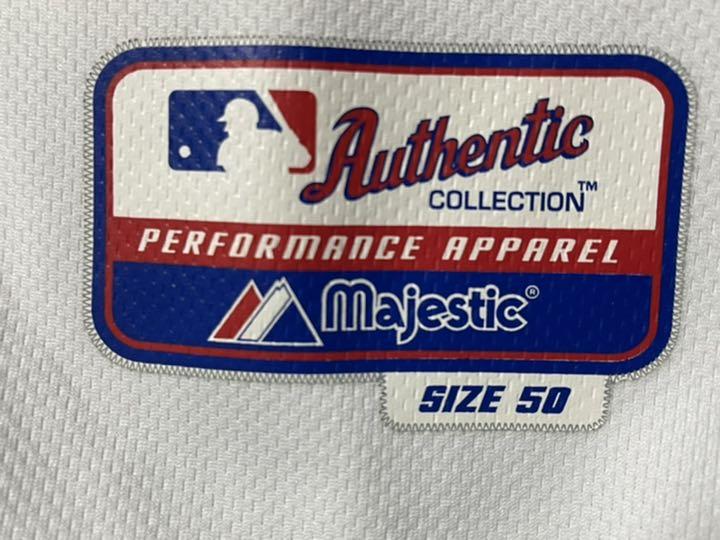 Authentic
COLLECTION™
PERFORMANCE APPAREL
Majestic®
SIZE 50